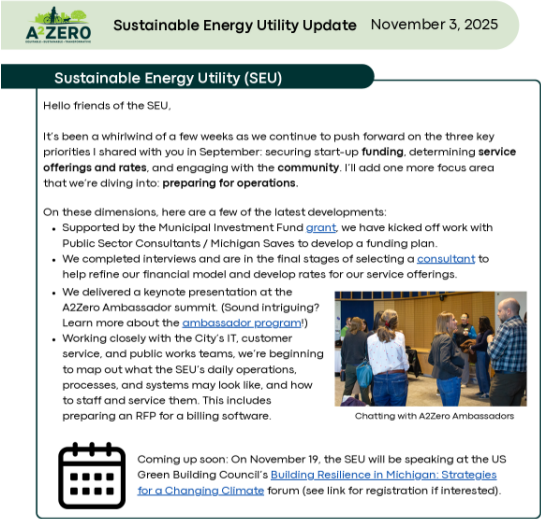 A2ZERO
Sustainable Energy Utility Update November 3, 2025
Sustainable Energy Utility (SEU)
Hello friends of the SEU,
It's been a whirlwind of a few weeks as we continue to push forward on the three key
priorities I shared with you in September: securing start-up funding, determining service
offerings and rates, and engaging with the community. I'll add one more focus area
that we're diving into: preparing for operations.
On these dimensions, here are a few of the latest developments:
• Supported by the Municipal Investment Fund grant, we have kicked off work with
Public Sector Consultants / Michigan Saves to develop a funding plan.
• We completed interviews and are in the final stages of selecting a consultant to
help refine our financial model and develop rates for our service offerings.
• We delivered a keynote presentation at the
A2Zero Ambassador summit. (Sound intriguing?
Learn more about the ambassador program!)
• Working closely with the City's IT, customer
service, and public works teams, we're beginning
to map out what the SEU's daily operations,
processes, and systems may look like, and how
to staff and service them. This includes
preparing an RFP for a billing software.
Chatting with A2Zero Ambassadors
Coming up soon: On November 19, the SEU will be speaking at the US
Green Building Council's Building Resilience in Michigan: Strategies
for a Changing Climate forum (see link for registration if interested).